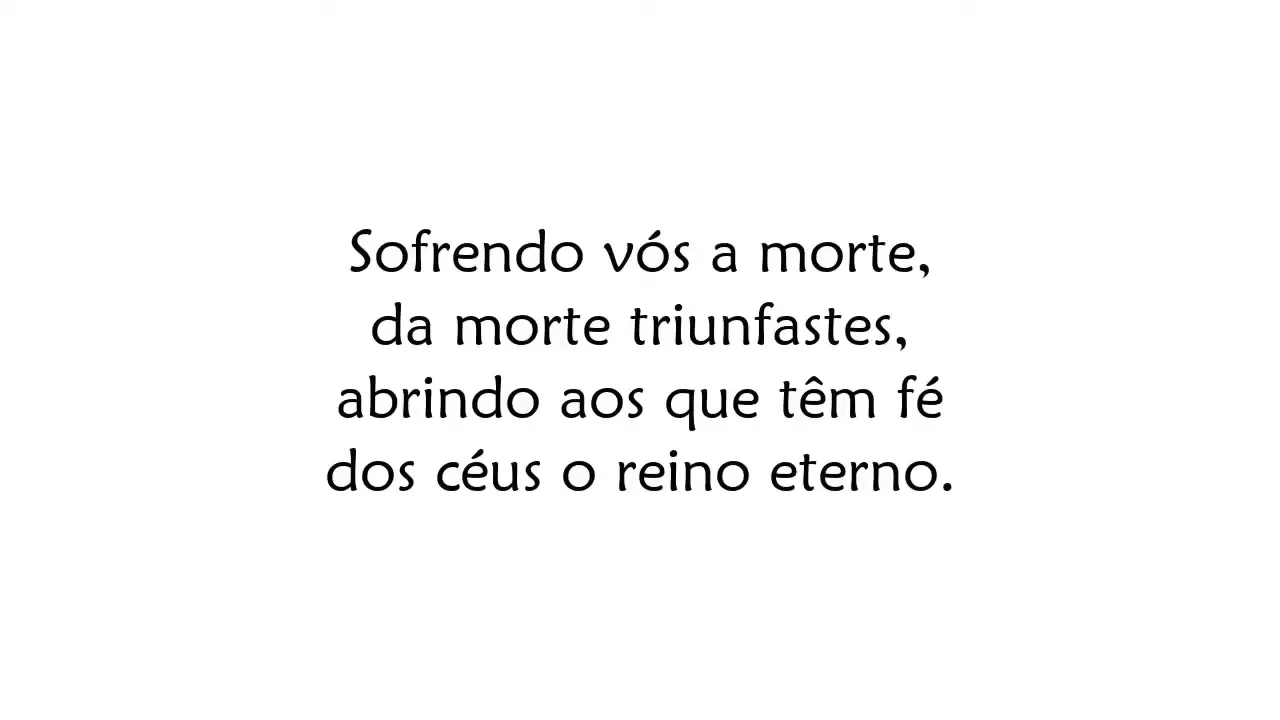 Sofrendo vós a morte,
da morte triunfastes,
abrindo aos que têm fé
dos céus o reino eterno.